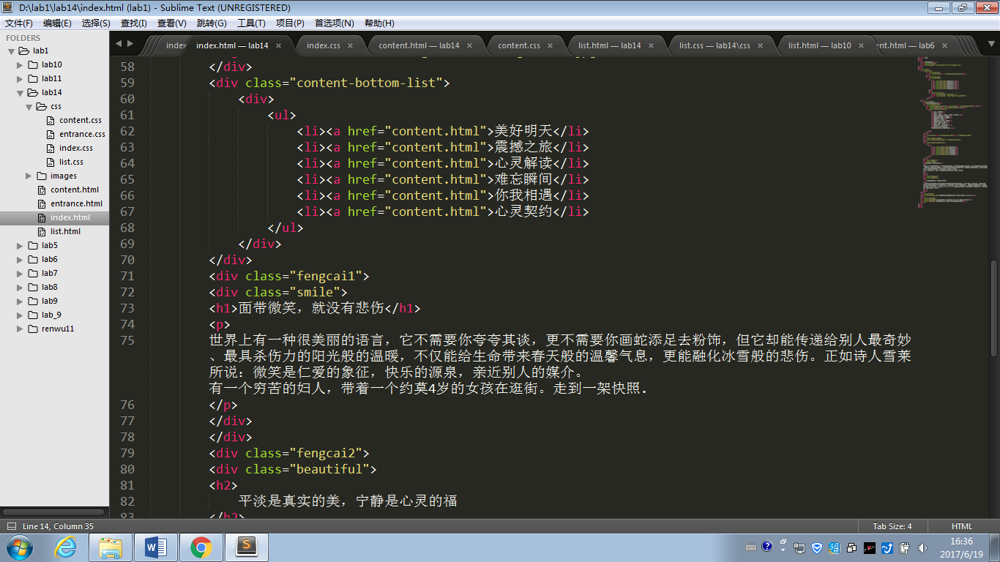 D:\lab1\lab14\index.html (lab1) - Sublime Text (UNREGISTERED)
文件(F) 编辑(E) 选择(S) 查找(I) 查看(V) 跳转(G) 工具(T) 项目(P) 首选项(N) 帮助(H)
FOLDERS
lab1
lab10
lab11
lab14
css
content.css
entrance.css
index.css
list.css
images
content.html
entrance.html
index.html
list.html
lab5
lab6
lab7
lab8
lab9
lab_9
renwu11
index index.html — lab14 index.css content.html — lab14 content.css list.html — lab14 list.css — lab14\css list.html — lab10 ent.html — lab6
58 </div>
59 <div class="content-bottom-list">
60 <div>
61 <ul>
62 <li><a href="content.html">美好明天</li>
63 <li><a href="content.html">震撼之旅</li>
64 <li><a href="content.html">心灵解读</li>
65 <li><a href="content.html">难忘瞬间</li>
66 <li><a href="content.html">你我相遇</li>
67 <li><a href="content.html">心灵契约</li>
68 </ul>
69 </div>
70 </div>
71 <div class="fengcai1">
72 <div class="smile">
73 <h1>面带微笑，就没有悲伤</h1>
74 <p>
75 世界上有一种很美丽的语言，它不需要你夸夸其谈，更不需要你画蛇添足去粉饰，但它却能传递给别人最奇妙
、最具杀伤力的阳光般的温暖，不仅能给生命带来春天般的温馨气息，更能融化冰雪般的悲伤。正如诗人雪莱
所说：微笑是仁爱的象征，快乐的源泉，亲近别人的媒介。
有一个穷苦的妇人，带着一个约莫4岁的女孩在逛街。走到一架快照.
76 </p>
77 </div>
78 </div>
79 <div class="fengcai2">
80 <div class="beautiful">
81 <h2>
82 平淡是真实的美，宁静是心灵的福
83 </h2>
Line 14, Column 35 Tab Size: 4 HTML
16:36
2017/6/19